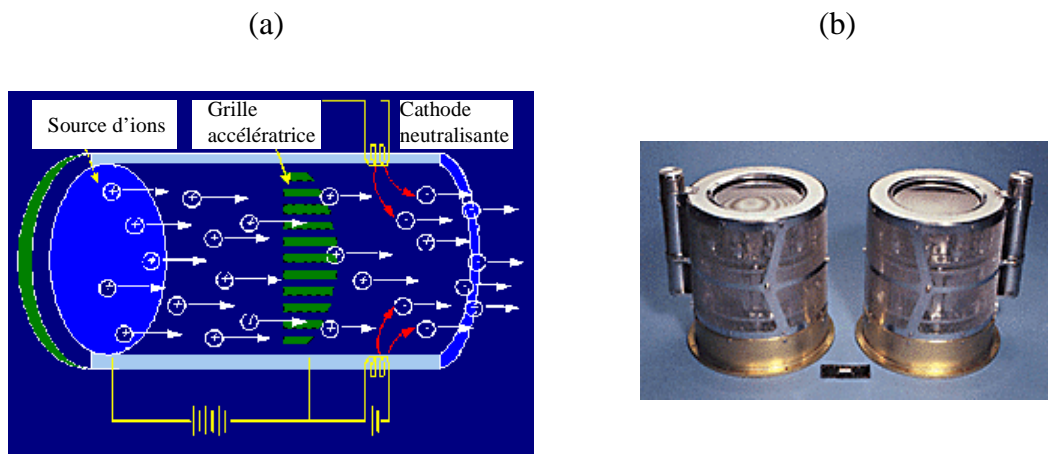 (a)
(b)
Source d'ions
Grille
accélératrice
Cathode
neutralisante